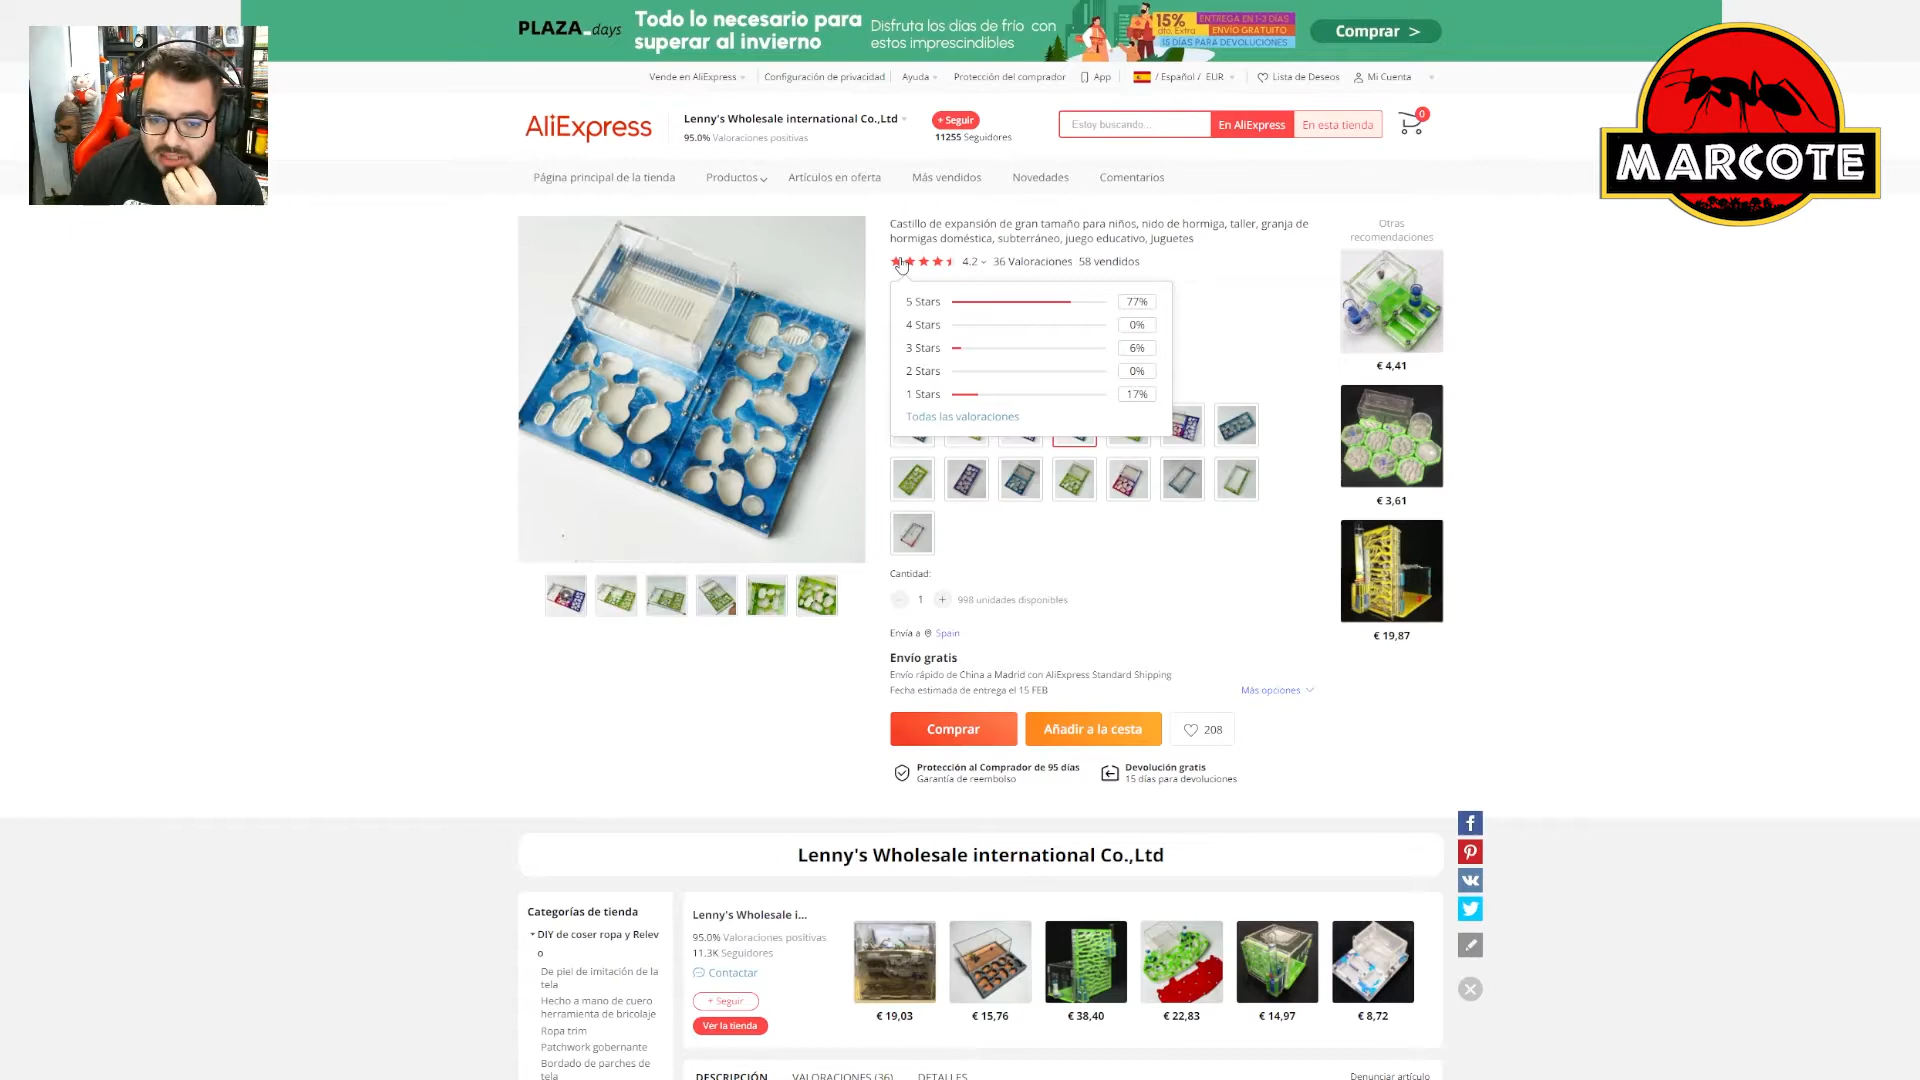 PLAZA_days
Todo lo necesario para
superar al invierno
Disfruta los días de frío con
estos imprescindibles
15%
dto. Extra
ENTREGA EN 1-3 DÍAS
ENVÍO GRATUITO
15 DÍAS PARA DEVOLUCIONES
Comprar >
MARCOTE
Vende en AliExpress
Configuración de privacidad
Ayuda
Protección del comprador
App
/ Español / EUR
Lista de Deseos
Mi Cuenta
AliExpress
Lenny's Wholesale international Co.,Ltd
95.0% Valoraciones positivas
+ Seguir
11255 Seguidores
Estoy buscando...
En AliExpress
En esta tienda
0
Página principal de la tienda
Productos
Artículos en oferta
Más vendidos
Novedades
Comentarios
Castillo de expansión de gran tamaño para niños, nido de hormiga, taller, granja de
hormigas doméstica, subterráneo, juego educativo, Juguetes
4.2
36 Valoraciones
58 vendidos
5 Stars 77%
4 Stars 0%
3 Stars 6%
2 Stars 0%
1 Stars 17%
Todas las valoraciones
Cantidad:
1
998 unidades disponibles
Envía a Spain
Envío gratis
Envío rápido de China a Madrid con AliExpress Standard Shipping
Fecha estimada de entrega el 15 FEB
Más opciones
Comprar
Añadir a la cesta
208
Protección al Comprador de 95 días
Garantía de reembolso
Devolución gratis
15 días para devoluciones
Otras
recomendaciones
€ 4,41
€ 3,61
€ 19,87
Lenny's Wholesale international Co.,Ltd
Categorías de tienda
DIY de coser ropa y Relev
o
De piel de imitación de la
tela
Hecho a mano de cuero
herramienta de bricolaje
Ropa trim
Patchwork gobernante
Bordado de parches de
tela
Lenny's Wholesale i...
95.0% Valoraciones positivas
11.3K Seguidores
Contactar
+ Seguir
Ver la tienda
€ 19,03
€ 15,76
€ 38,40
€ 22,83
€ 14,97
€ 8,72
DESCRIPCIÓN
VALORACIONES (36)
DETALLES
Denunciar artículo